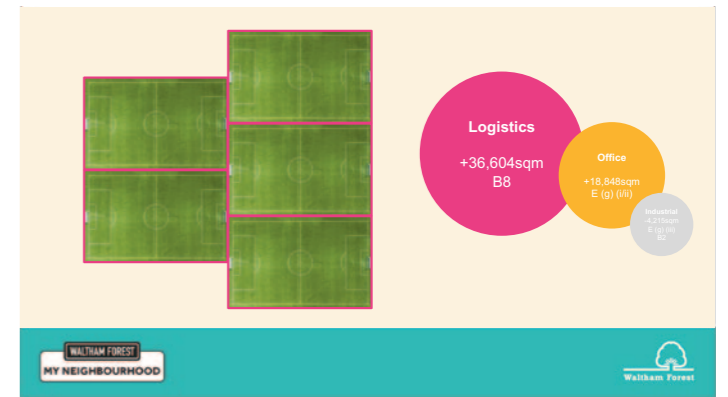 Logistics
+36,604sqm
B8
Office
+18,848sqm
E (g) (i/ii)
Industrial
-4,215sqm
E (g) (iii)
B2
WALTHAM FOREST
MY NEIGHBOURHOOD
Waltham Forest